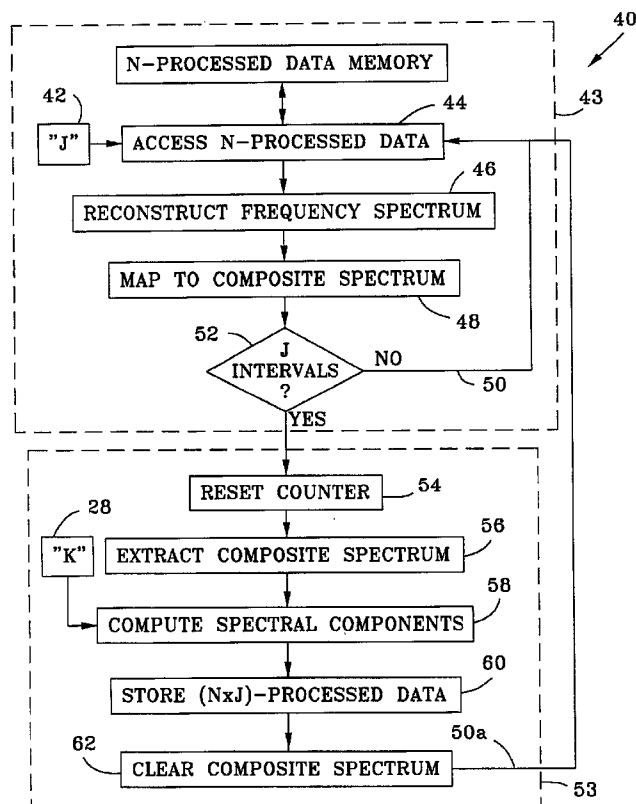 40
N-PROCESSED DATA MEMORY
42
44
43
"J"
ACCESS N-PROCESSED DATA
46
RECONSTRUCT FREQUENCY SPECTRUM
MAP TO COMPOSITE SPECTRUM
48
52
J
INTERVALS
?
NO
50
YES
RESET COUNTER
54
28
"K"
EXTRACT COMPOSITE SPECTRUM
56
58
COMPUTE SPECTRAL COMPONENTS
60
STORE (NxJ)-PROCESSED DATA
50a
62
CLEAR COMPOSITE SPECTRUM
53